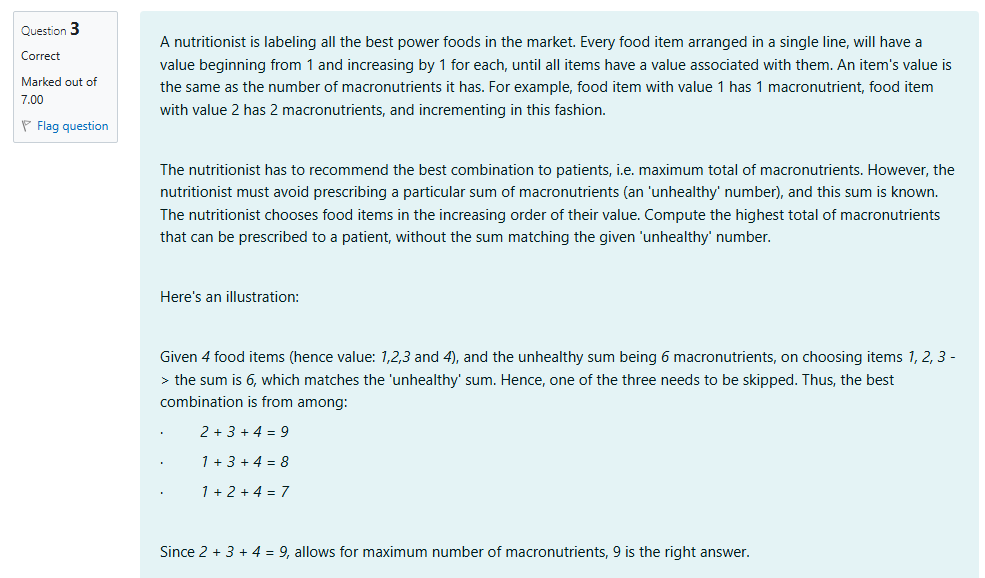 Question 3
Correct
Marked out of
7.00
Flag question
A nutritionist is labeling all the best power foods in the market. Every food item arranged in a single line, will have a
value beginning from 1 and increasing by 1 for each, until all items have a value associated with them. An item's value is
the same as the number of macronutrients it has. For example, food item with value 1 has 1 macronutrient, food item
with value 2 has 2 macronutrients, and incrementing in this fashion.
The nutritionist has to recommend the best combination to patients, i.e. maximum total of macronutrients. However, the
nutritionist must avoid prescribing a particular sum of macronutrients (an 'unhealthy' number), and this sum is known.
The nutritionist chooses food items in the increasing order of their value. Compute the highest total of macronutrients
that can be prescribed to a patient, without the sum matching the given 'unhealthy' number.
Here's an illustration:
Given 4 food items (hence value: 1,2,3 and 4), and the unhealthy sum being 6 macronutrients, on choosing items 1, 2, 3 -
> the sum is 6, which matches the 'unhealthy' sum. Hence, one of the three needs to be skipped. Thus, the best
combination is from among:
· 2 + 3 + 4 = 9
· 1 + 3 + 4 = 8
· 1 + 2 + 4 = 7
Since 2 + 3 + 4 = 9, allows for maximum number of macronutrients, 9 is the right answer.